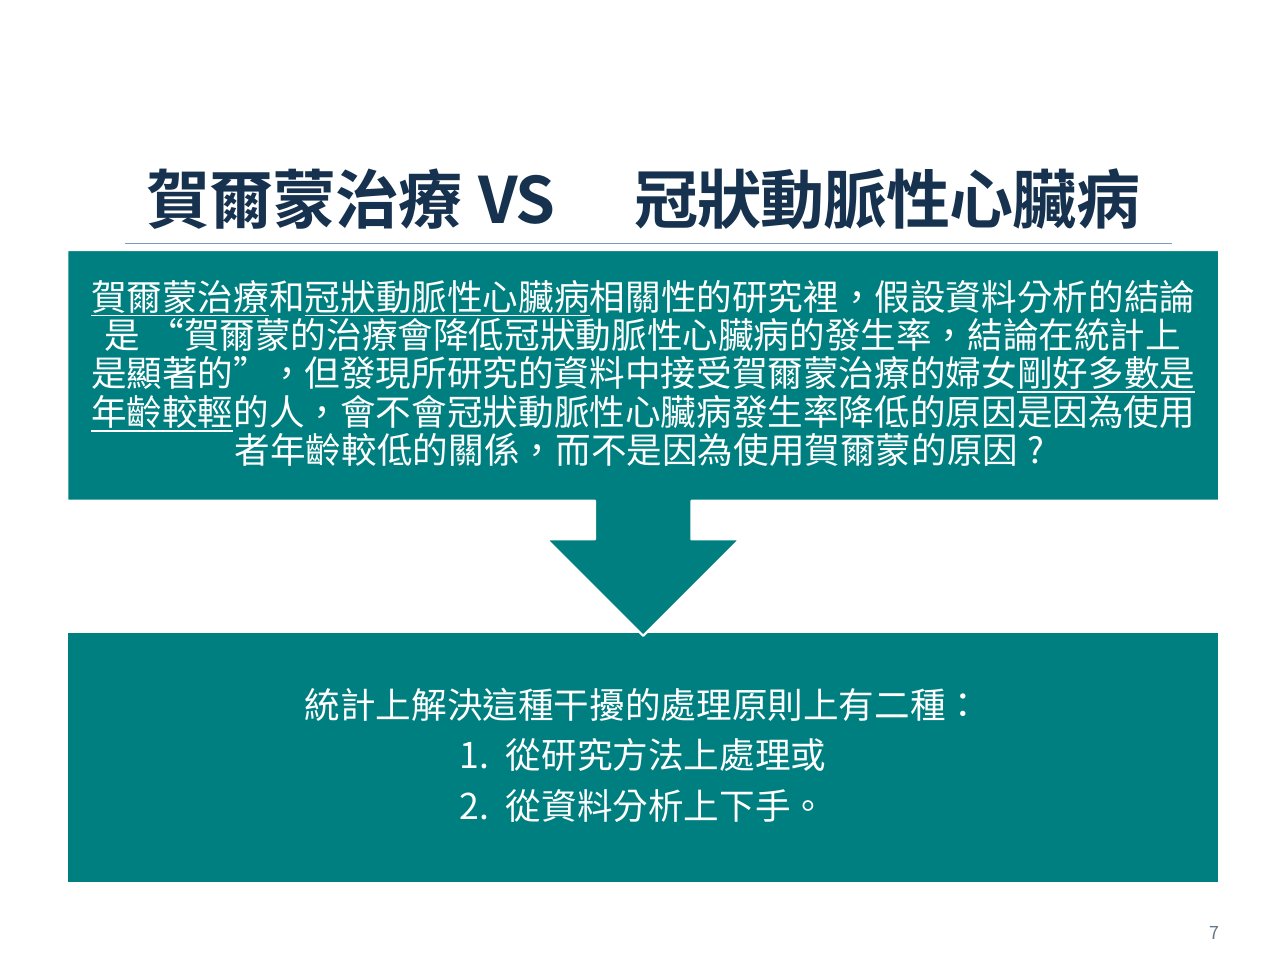 賀爾蒙治療 VS 冠狀動脈性心臟病
賀爾蒙治療和冠狀動脈性心臟病相關性的研究裡，假設資料分析的結論
是 “賀爾蒙的治療會降低冠狀動脈性心臟病的發生率，結論在統計上
是顯著的” ，但發現所研究的資料中接受賀爾蒙治療的婦女剛好多數是
年齡較輕的人，會不會冠狀動脈性心臟病發生率降低的原因是因為使用
者年齡較低的關係，而不是因為使用賀爾蒙的原因？
統計上解決這種干擾的處理原則上有二種：
1. 從研究方法上處理或
2. 從資料分析上下手。
7